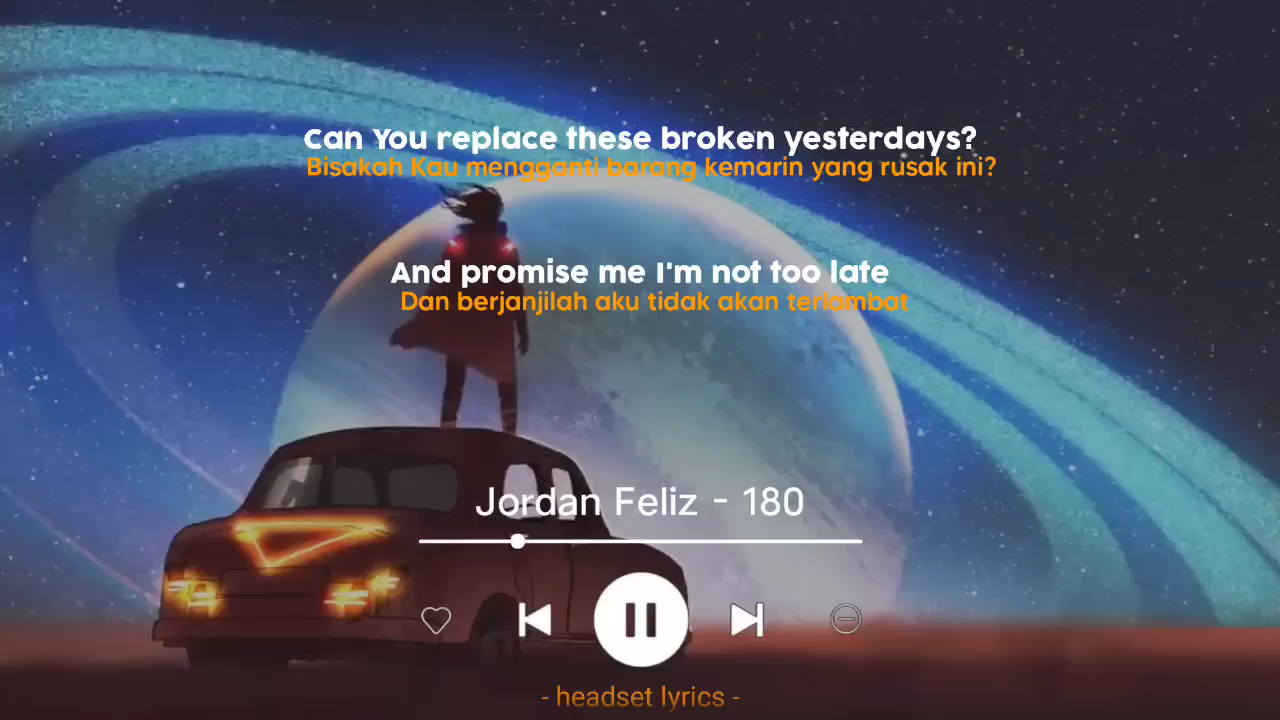 Can You replace these broken yesterdays?
Bisakah Kau mengganti barang kemarin yang rusak ini?
And promise me I'm not too late
Dan berjanjilah aku tidak akan terlambat
Jordan Feliz - 180
- headset lyrics -